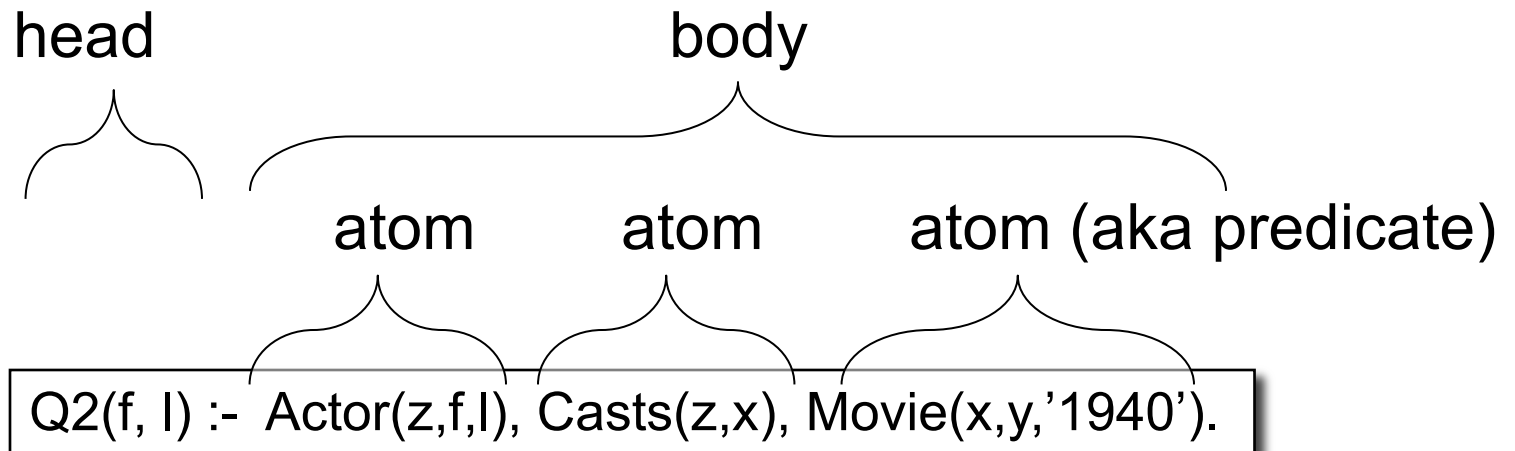 head body
atom atom atom (aka predicate)
Q2(f, l) :- Actor(z,f,l), Casts(z,x), Movie(x,y,’1940’).